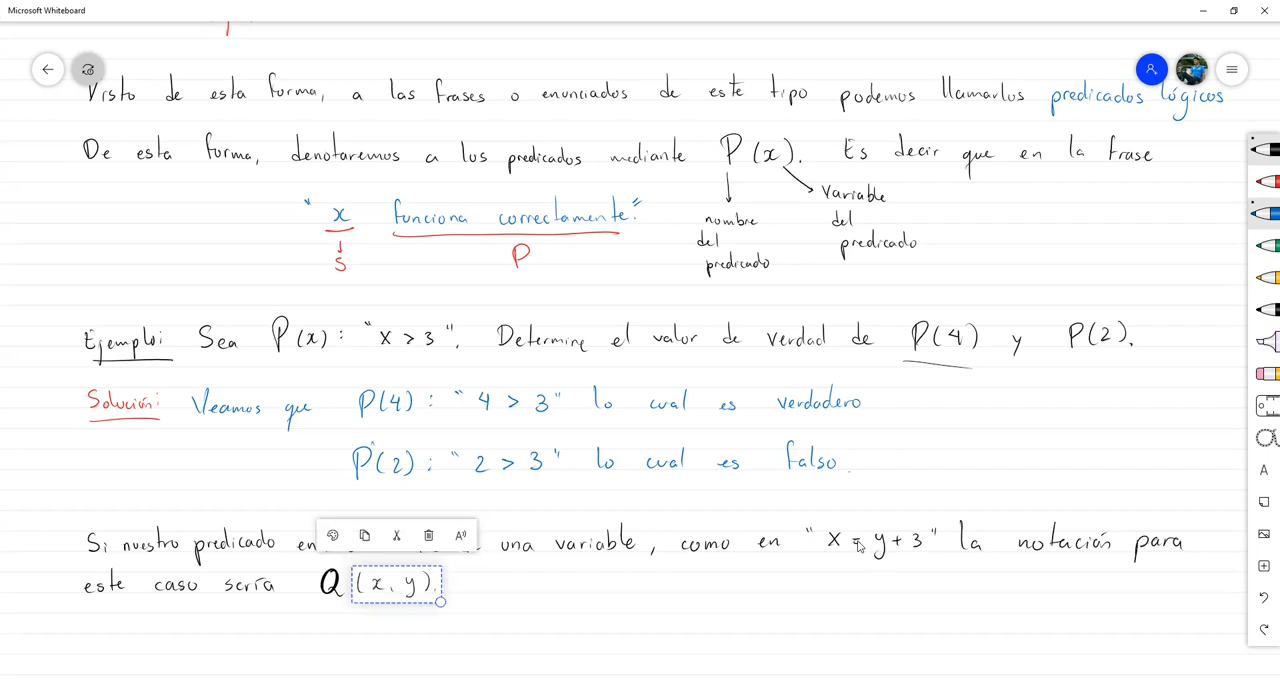 Microsoft Whiteboard
Visto de esta forma, a las frases o enunciados de este tipo podemos llamarlos predicados lógicos
De esta forma, denotaremos a los predicados mediante P(x). Es decir que en la frase
"x funciona correctamente."
S P
nombre del predicado
variable del predicado
Ejemplo: Sea P(x): "x > 3". Determine el valor de verdad de P(4) y P(2).
Solución: Veamos que P(4): "4 > 3" lo cual es verdadero
P(2): "2 > 3" lo cual es falso.
Si nuestro predicado una variable, como en "x = y + 3" la notación para
este caso sería Q (x, y).